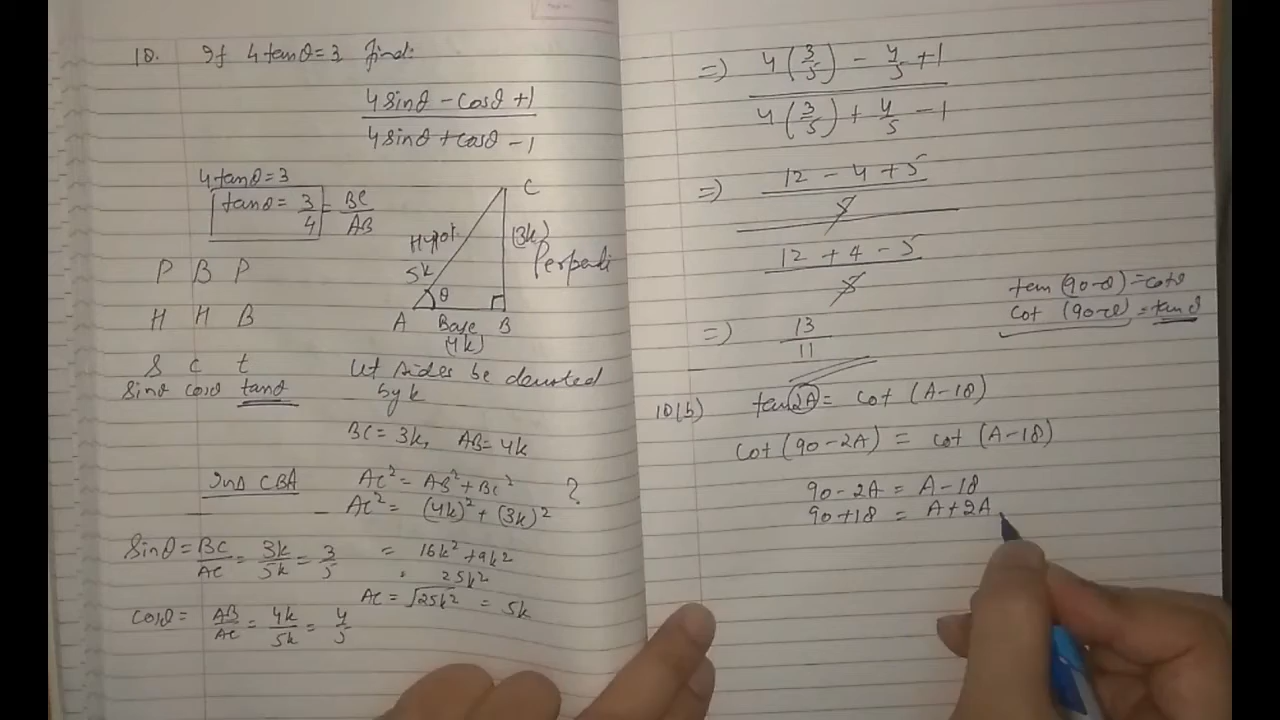 10. If 4tanθ=3 find:
4sinθ - cosθ +1
4sinθ + cosθ - 1
4tanθ=3
tanθ = 3/4 = BC/AB
C
Hypot
5k
(3k)
Perpendi
θ
A Base B
(4k)
P B P
H H B
S C t
Sinθ cosθ tanθ
Let sides be denoted
by k
BC = 3k, AB = 4k
In Δ CBA
AC² = AB² + BC²
?
AC² = (4k)² + (3k)²
= 16k² + 9k²
25k²
AC = √25k² = 5k
Sinθ = BC/AC = 3k/5k = 3/5
cosθ = AB/AC = 4k/5k = 4/5
=) 4(3/5) - 4/5 + 1
4(3/5) + 4/5 - 1
=) 12 - 4 + 5
5
12 + 4 - 5
5
=) 13/11
tan (90-θ) = cotθ
cot (90-θ) = tanθ
10(b) tan 2A = cot (A-18)
cot (90-2A) = cot (A-18)
90-2A = A-18
90+18 = A+2A